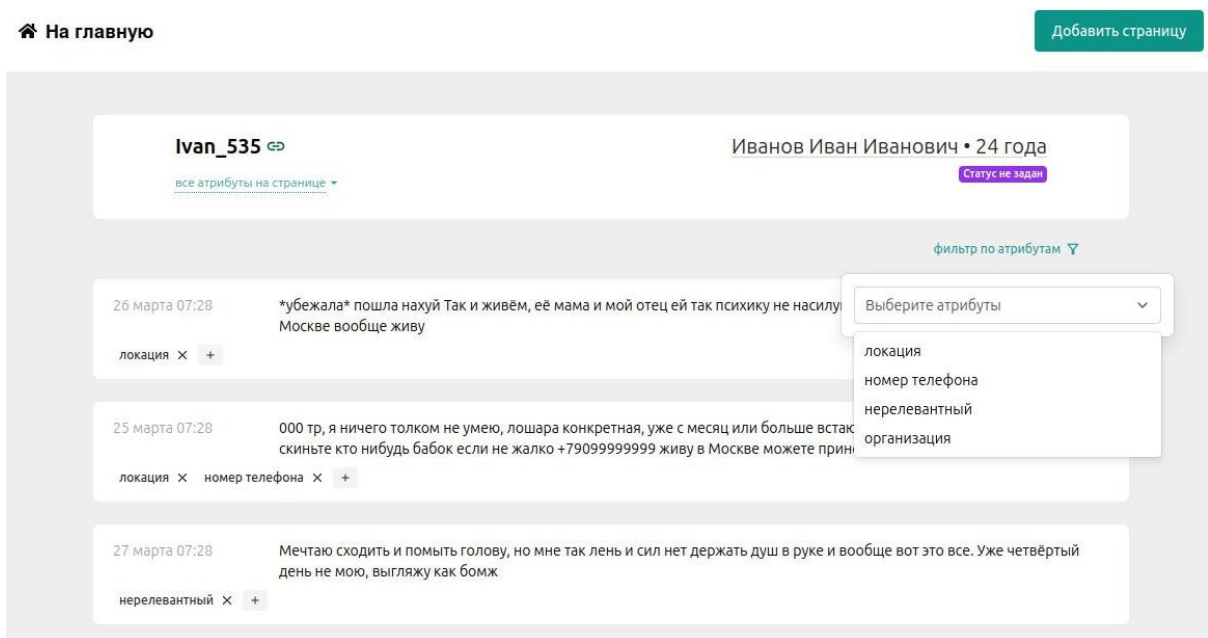 На главную
Добавить страницу
Ivan_535
Иванов Иван Иванович • 24 года
все атрибуты на странице
Статус не задан
фильтр по атрибутам
26 марта 07:28
*убежала* пошла нахуй Так и живём, её мама и мой отец ей так психику не насилу
Москве вообще живу
локация × +
Выберите атрибуты
локация
номер телефона
нерелевантный
организация
25 марта 07:28
000 тр, я ничего толком не умею, лошара конкретная, уже с месяц или больше встаю
скиньте кто нибудь бабок если не жалко +79099999999 живу в Москве можете прин
локация × номер телефона × +
27 марта 07:28
Мечтаю сходить и помыть голову, но мне так лень и сил нет держать душ в руке и вообще вот это все. Уже четвёртый
день не мою, выгляжу как бомж
нерелевантный × +